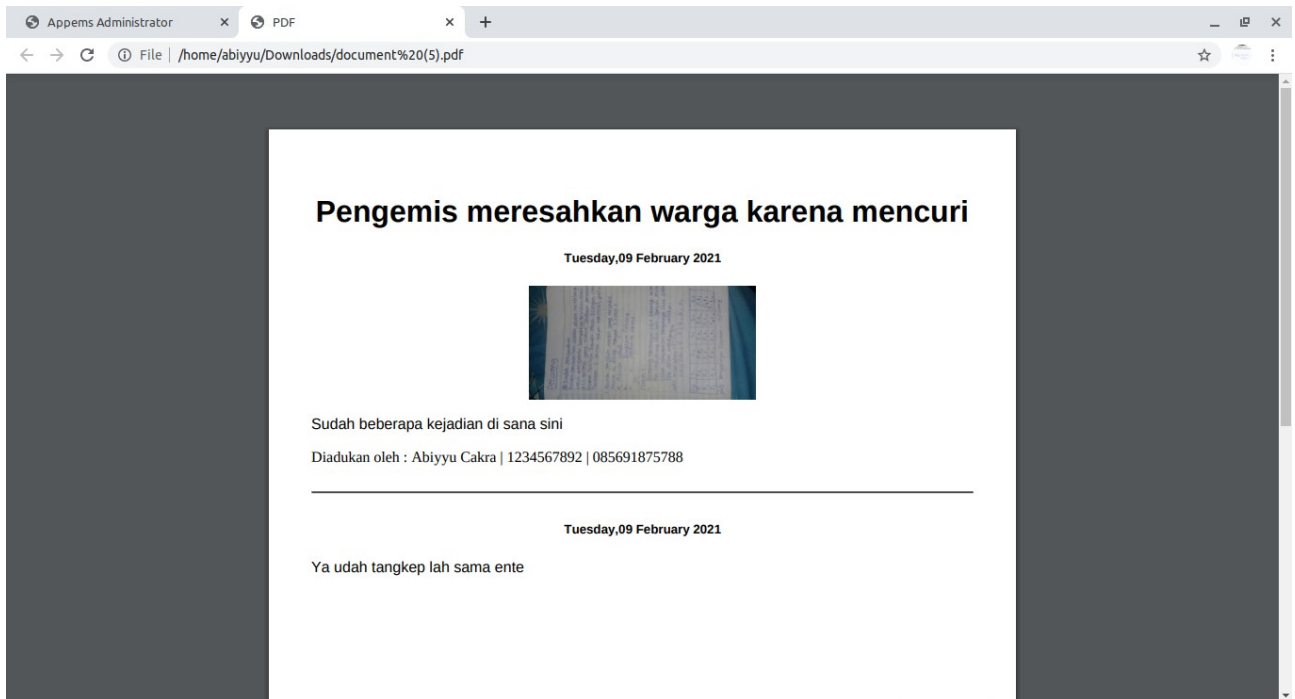 Appems Administrator
PDF
File | /home/abiyyu/Downloads/document%20(5).pdf
Pengemis meresahkan warga karena mencuri
Tuesday,09 February 2021
Sudah beberapa kejadian di sana sini
Diadukan oleh : Abiyyu Cakra | 1234567892 | 085691875788
Tuesday,09 February 2021
Ya udah tangkep lah sama ente